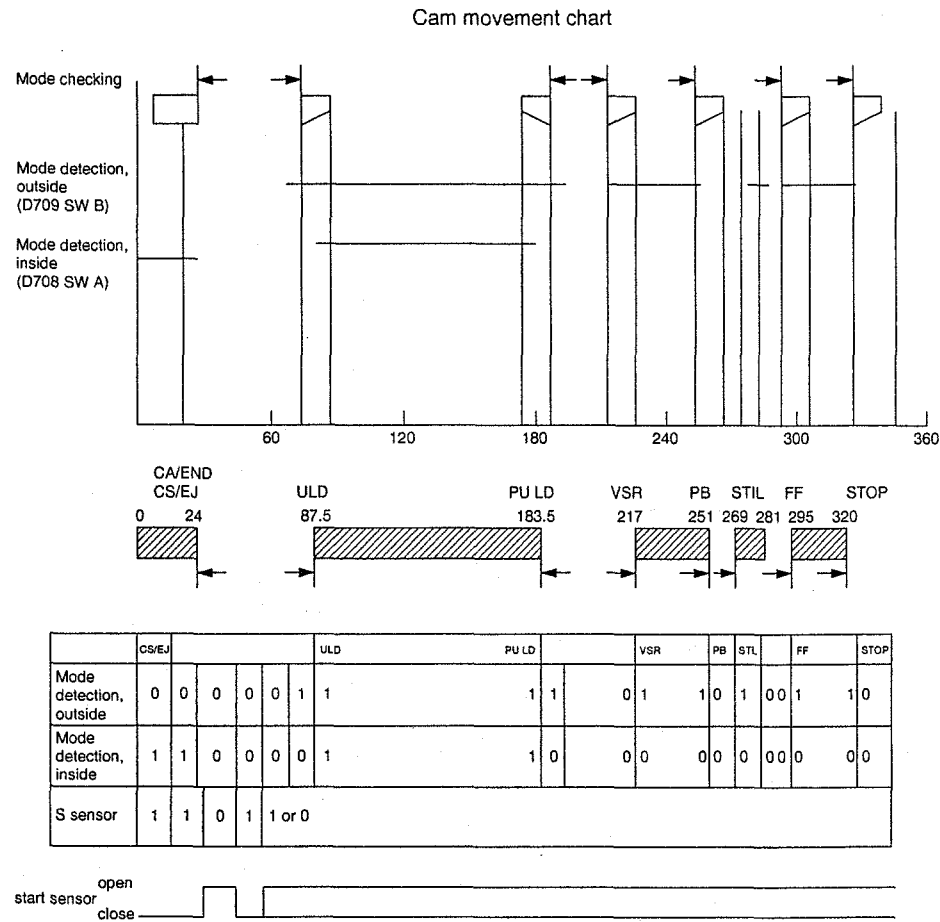 Cam movement chart
Mode checking
Mode detection,
outside
(D709 SW B)
Mode detection,
inside
(D708 SW A)
60 120 180 240 300 360
CA/END
CS/EJ ULD PU LD VSR PB STIL FF STOP
0 24 87.5 183.5 217 251 269 281 295 320
CS/EJ ULD PU LD VSR PB STL FF STOP
Mode
detection,
outside
0 0 0 0 0 1 1 1 1 0 1 1 0 1 0 0 1 1 0
Mode
detection,
inside
1 1 0 0 0 0 1 1 0 0 0 0 0 0 0 0 0 0 0
S sensor 1 1 0 1 1 or 0
start sensor
open
close